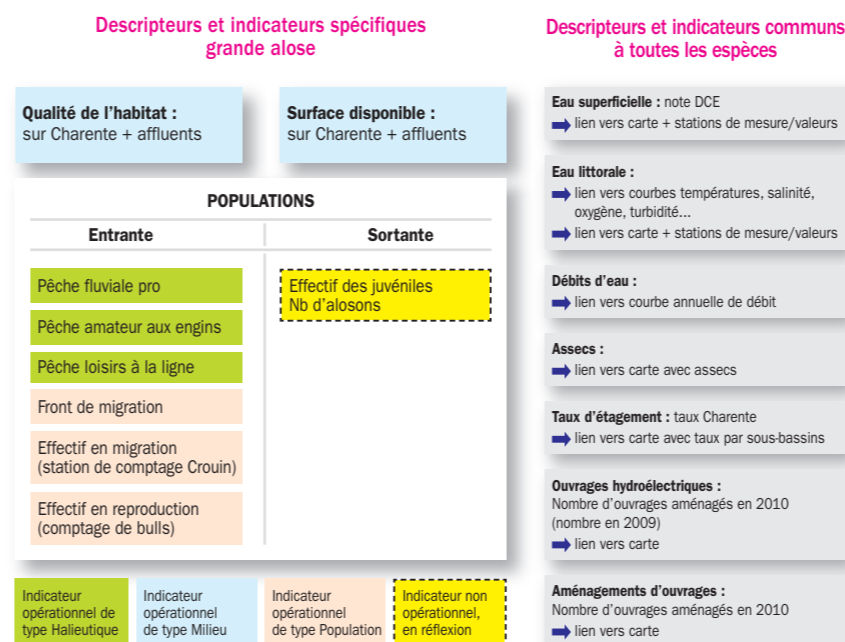 Descripteurs et indicateurs spécifiques
grande alose
Qualité de l'habitat :
sur Charente + affluents
Surface disponible :
sur Charente + affluents
POPULATIONS
Entrante
Sortante
Pêche fluviale pro
Pêche amateur aux engins
Pêche loisirs à la ligne
Front de migration
Effectif en migration
(station de comptage Crouin)
Effectif en reproduction
(comptage de bulls)
Effectif des juvéniles
Nb d'alosons
Indicateur
opérationnel de
type Halieutique
Indicateur
opérationnel
de type Milieu
Indicateur
opérationnel
de type Population
Indicateur non
opérationnel,
en réflexion
Descripteurs et indicateurs communs
à toutes les espèces
Eau superficielle : note DCE
lien vers carte + stations de mesure/valeurs
Eau littorale :
lien vers courbes températures, salinité,
oxygène, turbidité...
lien vers carte + stations de mesure/valeurs
Débits d'eau :
lien vers courbe annuelle de débit
Assecs :
lien vers carte avec assecs
Taux d'étagement : taux Charente
lien vers carte avec taux par sous-bassins
Ouvrages hydroélectriques :
Nombre d'ouvrages aménagés en 2010
(nombre en 2009)
lien vers carte
Aménagements d'ouvrages :
Nombre d'ouvrages aménagés en 2010
lien vers carte